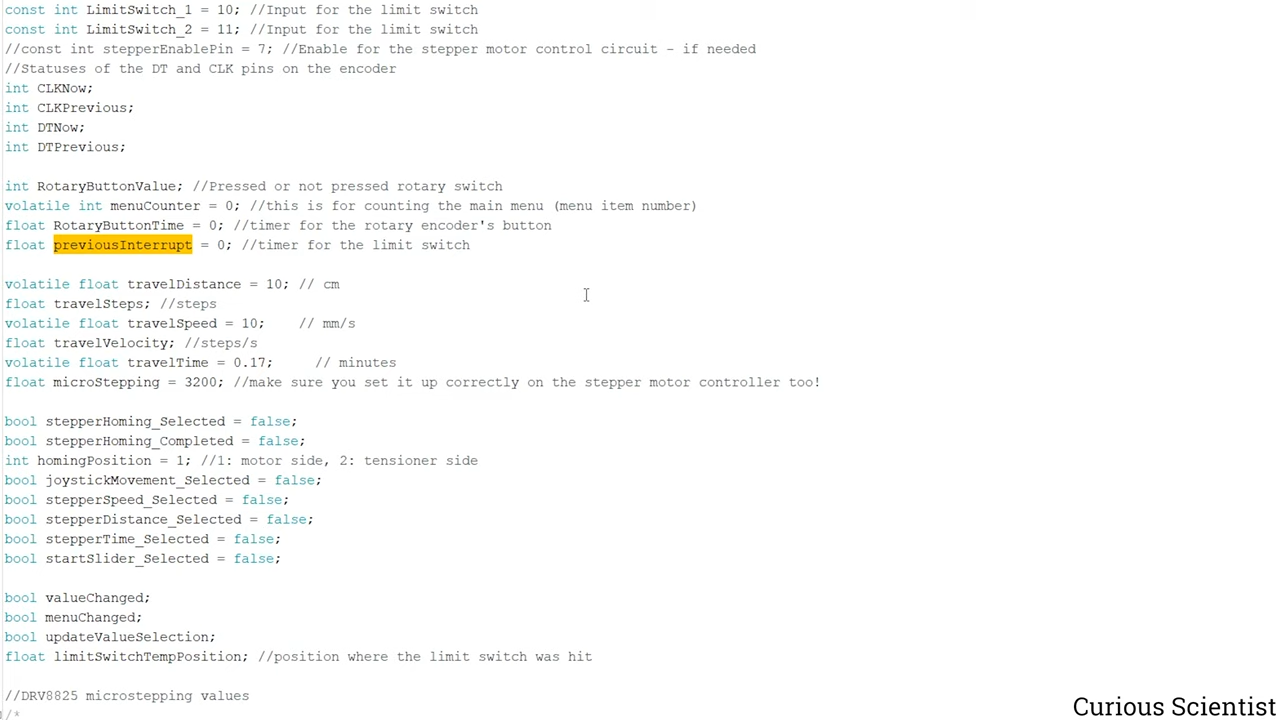 const int LimitSwitch_1 = 10; //Input for the limit switch
const int LimitSwitch_2 = 11; //Input for the limit switch
//const int stepperEnablePin = 7; //Enable for the stepper motor control circuit - if needed
//Statuses of the DT and CLK pins on the encoder
int CLKNow;
int CLKPrevious;
int DTNow;
int DTPrevious;
int RotaryButtonValue; //Pressed or not pressed rotary switch
volatile int menuCounter = 0; //this is for counting the main menu (menu item number)
float RotaryButtonTime = 0; //timer for the rotary encoder's button
float previousInterrupt = 0; //timer for the limit switch
volatile float travelDistance = 10; // cm
float travelSteps; //steps
volatile float travelSpeed = 10;    // mm/s
float travelVelocity; //steps/s
volatile float travelTime = 0.17;     // minutes
float microStepping = 3200; //make sure you set it up correctly on the stepper motor controller too!
bool stepperHoming_Selected = false;
bool stepperHoming_Completed = false;
int homingPosition = 1; //1: motor side, 2: tensioner side
bool joystickMovement_Selected = false;
bool stepperSpeed_Selected = false;
bool stepperDistance_Selected = false;
bool stepperTime_Selected = false;
bool startSlider_Selected = false;
bool valueChanged;
bool menuChanged;
bool updateValueSelection;
float limitSwitchTempPosition; //position where the limit switch was hit
//DRV8825 microstepping values
/*
Curious Scientist